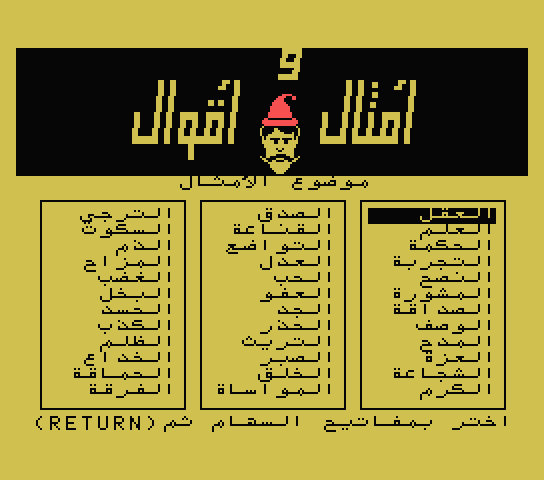 أمثال و أقوال
موضوع الأمثال
العقل
العلم
الحكمة
التجربة
النصح
المشورة
الصداقة
الوصف
المدح
العزة
الشجاعة
الكرم
الصدق
القناعة
التواضع
العدل
الحب
العفو
الجد
الحذر
التريث
الصبر
الخلق
المواساة
الترجي
السكوت
الذم
المزاح
الغضب
البخل
الحسد
الكذب
الظلم
الخداع
الحماقة
الفرقة
اختر بمفاتيح السهام ثم (RETURN)